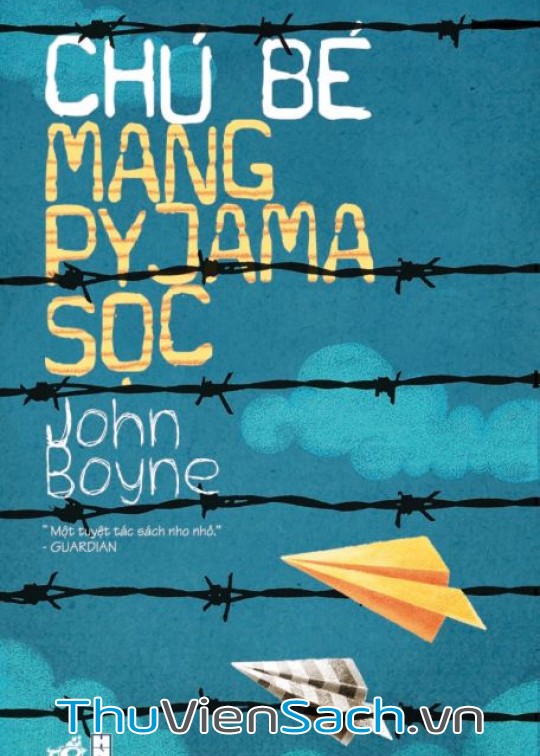 CHÚ BÉ
MANG
PYJAMA
SỌC
John
Boyne
"Một tuyệt tác sách nho nhỏ."
- GUARDIAN
ThuVienSach.vn